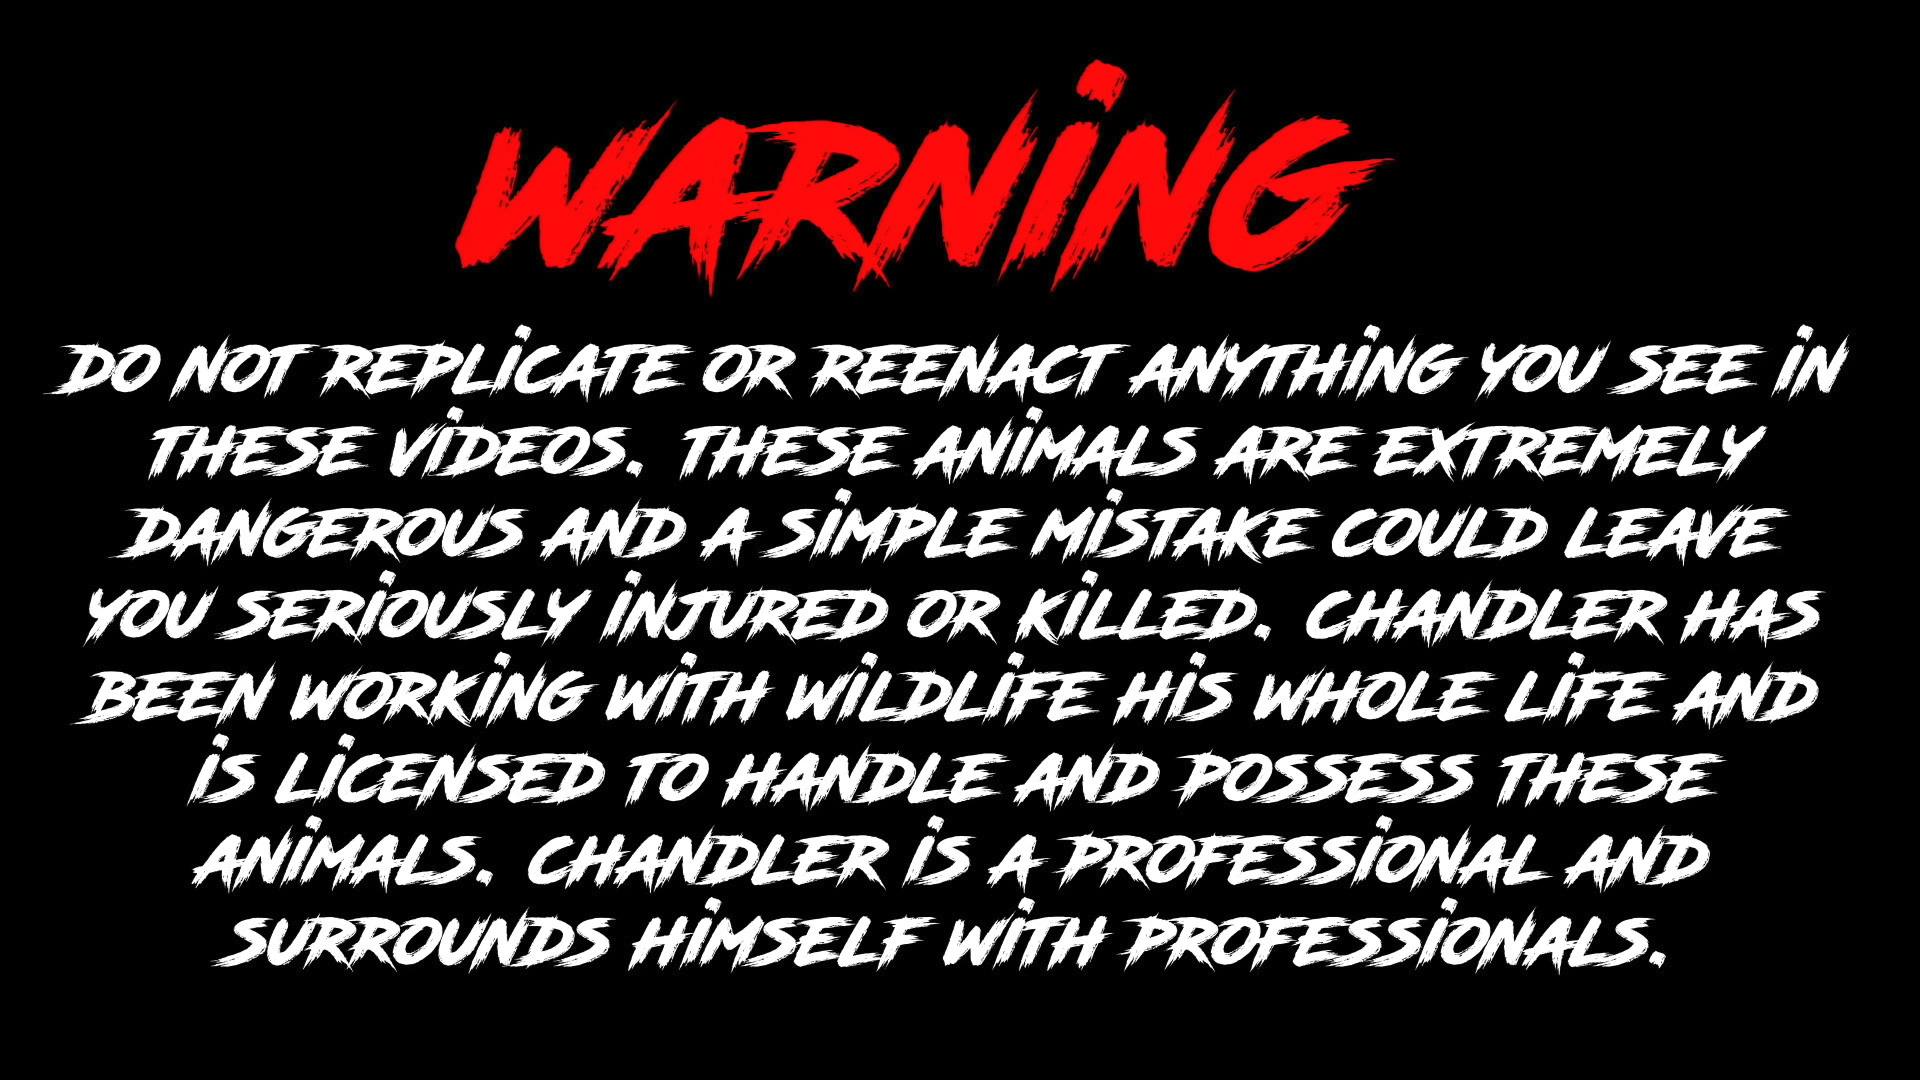 WARNING
DO NOT REPLICATE OR REENACT ANYTHING YOU SEE IN
THESE VIDEOS. THESE ANIMALS ARE EXTREMELY
DANGEROUS AND A SIMPLE MISTAKE COULD LEAVE
YOU SERIOUSLY INJURED OR KILLED. CHANDLER HAS
BEEN WORKING WITH WILDLIFE HIS WHOLE LIFE AND
IS LICENSED TO HANDLE AND POSSESS THESE
ANIMALS. CHANDLER IS A PROFESSIONAL AND
SURROUNDS HIMSELF WITH PROFESSIONALS.